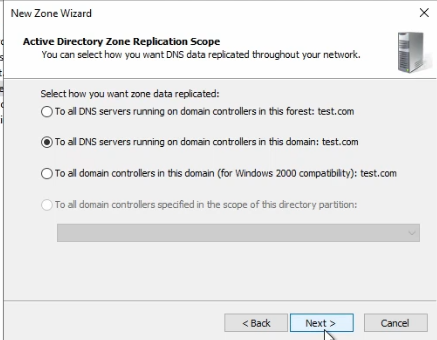 New Zone Wizard
Active Directory Zone Replication Scope
You can select how you want DNS data replicated throughout your network.
Select how you want zone data replicated:
To all DNS servers running on domain controllers in this forest: test.com
To all DNS servers running on domain controllers in this domain: test.com
To all domain controllers in this domain (for Windows 2000 compatibility): test.com
To all domain controllers specified in the scope of this directory partition:
< Back Next > Cancel